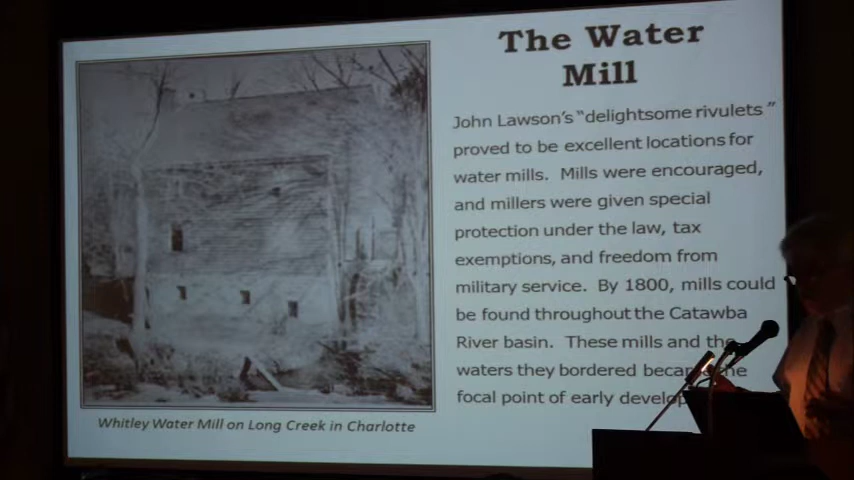 The Water
Mill
John Lawson's "delightsome rivulets"
proved to be excellent locations for
water mills. Mills were encouraged,
and millers were given special
protection under the law, tax
exemptions, and freedom from
military service. By 1800, mills could
be found throughout the Catawba
River basin. These mills and the
waters they bordered became the
focal point of early develop
Whitley Water Mill on Long Creek in Charlotte